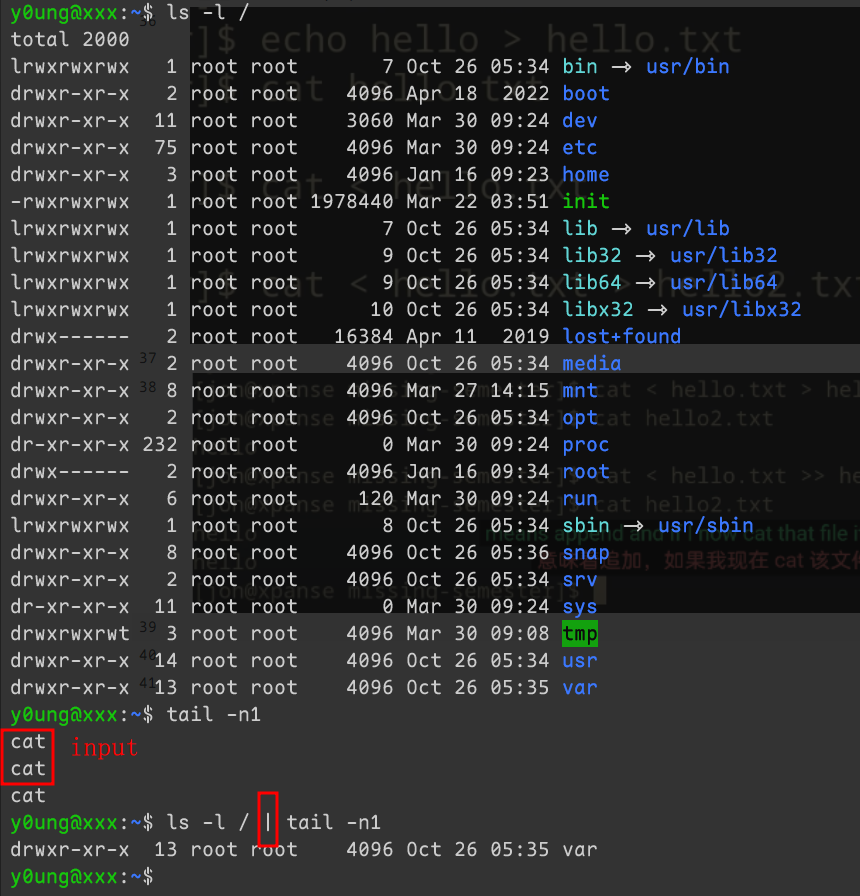 y0ung@xxx:~$ ls -l /
total 2000
lrwxrwxrwx 1 root root 7 Oct 26 05:34 bin → usr/bin
drwxr-xr-x 2 root root 4096 Apr 18 2022 boot
drwxr-xr-x 11 root root 3060 Mar 30 09:24 dev
drwxr-xr-x 75 root root 4096 Mar 30 09:24 etc
drwxr-xr-x 3 root root 4096 Jan 16 09:23 home
-rwxrwxrwx 1 root root 1978440 Mar 22 03:51 init
lrwxrwxrwx 1 root root 7 Oct 26 05:34 lib → usr/lib
lrwxrwxrwx 1 root root 9 Oct 26 05:34 lib32 → usr/lib32
lrwxrwxrwx 1 root root 9 Oct 26 05:34 lib64 → usr/lib64
lrwxrwxrwx 1 root root 10 Oct 26 05:34 libx32 → usr/libx32
drwx------ 2 root root 16384 Apr 11 2019 lost+found
drwxr-xr-x 2 root root 4096 Oct 26 05:34 media
drwxr-xr-x 8 root root 4096 Mar 27 14:15 mnt
drwxr-xr-x 2 root root 4096 Oct 26 05:34 opt
dr-xr-xr-x 232 root root 0 Mar 30 09:24 proc
drwx------ 2 root root 4096 Jan 16 09:34 root
drwxr-xr-x 6 root root 120 Mar 30 09:24 run
lrwxrwxrwx 1 root root 8 Oct 26 05:34 sbin → usr/sbin
drwxr-xr-x 8 root root 4096 Oct 26 05:36 snap
drwxr-xr-x 2 root root 4096 Oct 26 05:34 srv
dr-xr-xr-x 11 root root 0 Mar 30 09:24 sys
drwxrwxrwt 3 root root 4096 Mar 30 09:08 tmp
drwxr-xr-x 14 root root 4096 Oct 26 05:34 usr
drwxr-xr-x 13 root root 4096 Oct 26 05:35 var
y0ung@xxx:~$ tail -n1
cat input
cat
cat
y0ung@xxx:~$ ls -l / | tail -n1
drwxr-xr-x 13 root root 4096 Oct 26 05:35 var
y0ung@xxx:~$